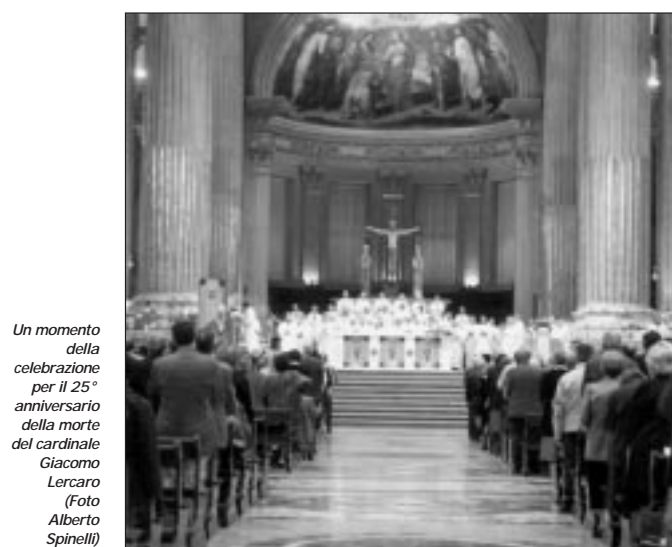 Un momento
della
celebrazione
per il 25°
anniversario
della morte
del cardinale
Giacomo
Lercaro
(Foto
Alberto
Spinelli)